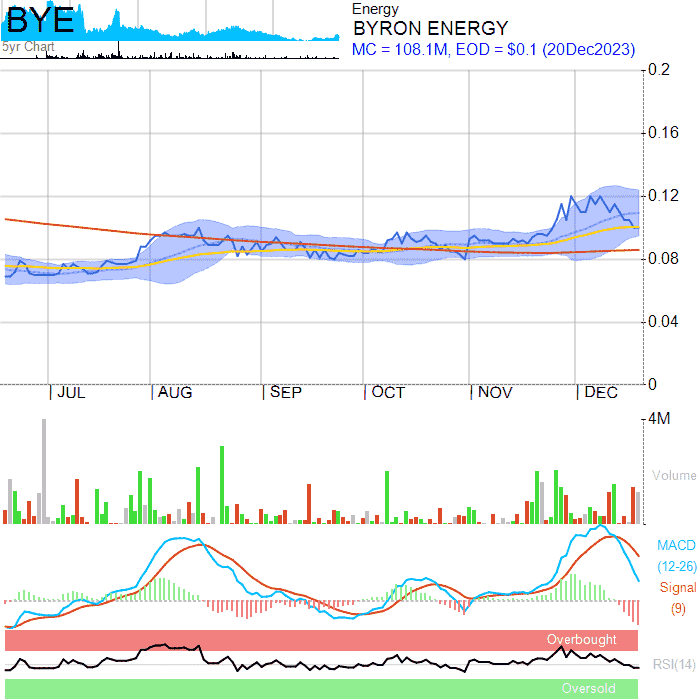 BYE
5yr Chart
Energy
BYRON ENERGY
MC = 108.1M, EOD = $0.1 (20Dec2023)
0.2
0.16
0.12
0.08
0.04
0
JUL AUG SEP OCT NOV DEC
4M
Volume
MACD
(12-26)
Signal
(9)
Overbought
RSI(14)
Oversold